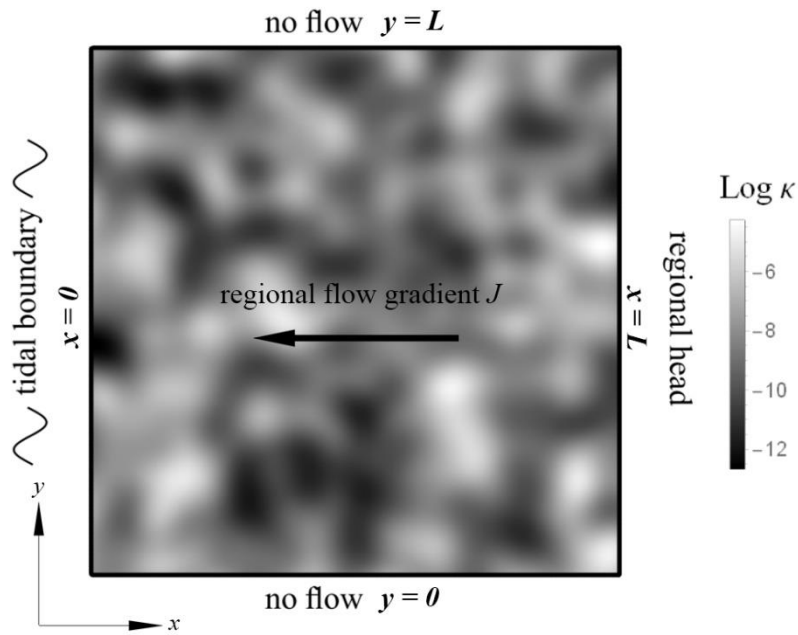 no flow y = L
tidal boundary
x = 0
regional flow gradient J
x = L
regional head
Log κ
−6
−8
−10
−12
y
x
no flow y = 0